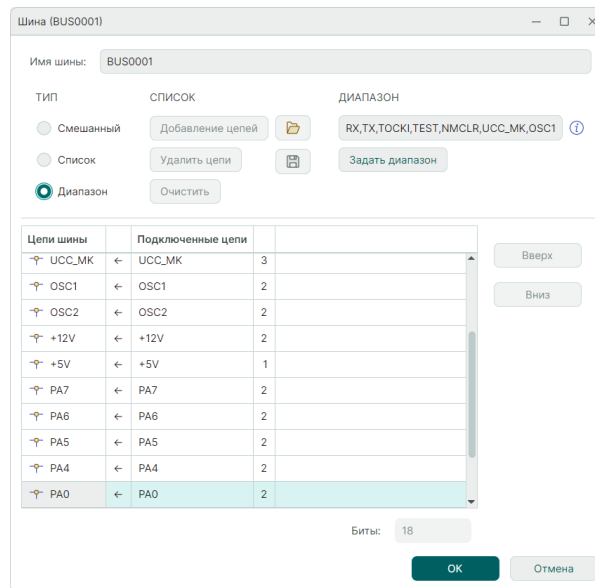 Шина (BUS0001)
Имя шины: BUS0001
ТИП СПИСОК ДИАПАЗОН
Смешанный Добавление цепей RX,TX,TOCKI,TEST,NMCLR,UCC_MK,OSC1
Список Удалить цепи Задать диапазон
Диапазон Очистить
Цепи шины Подключенные цепи
UCC_MK ← UCC_MK 3
OSC1 ← OSC1 2
OSC2 ← OSC2 2
+12V ← +12V 2
+5V ← +5V 1
PA7 ← PA7 2
PA6 ← PA6 2
PA5 ← PA5 2
PA4 ← PA4 2
PA0 ← PA0 2
Вверх
Вниз
Биты: 18
ОК Отмена